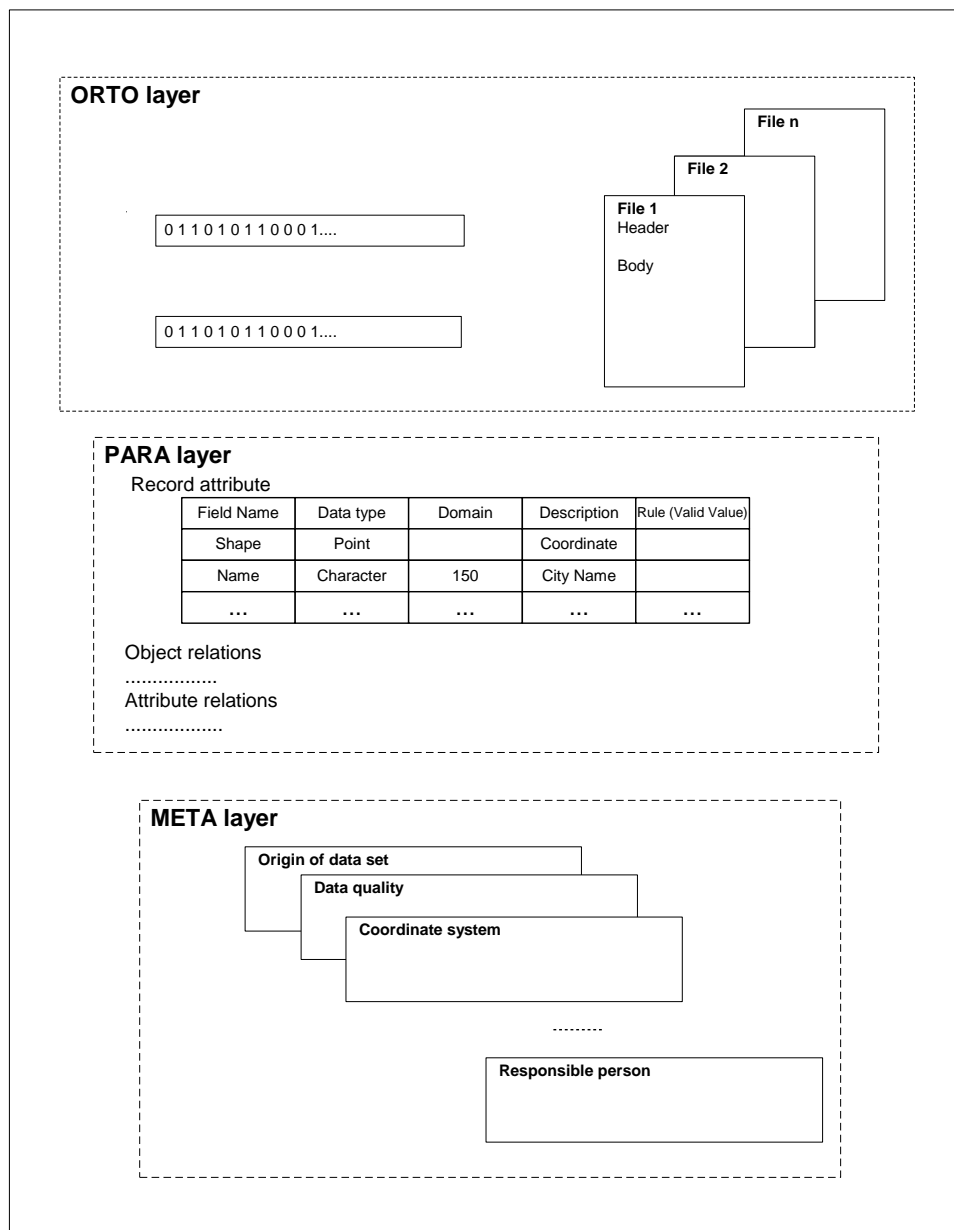 ORTO layer
File n
File 2
File 1
Header
Body
0 1 1 0 1 0 1 1 0 0 0 1....
0 1 1 0 1 0 1 1 0 0 0 1....
PARA layer
Record attribute
Field Name Data type Domain Description Rule (Valid Value)
Shape Point Coordinate
Name Character 150 City Name
... ... ... ... ...
Object relations
.................
Attribute relations
..................
META layer
Origin of data set
Data quality
Coordinate system
.........
Responsible person